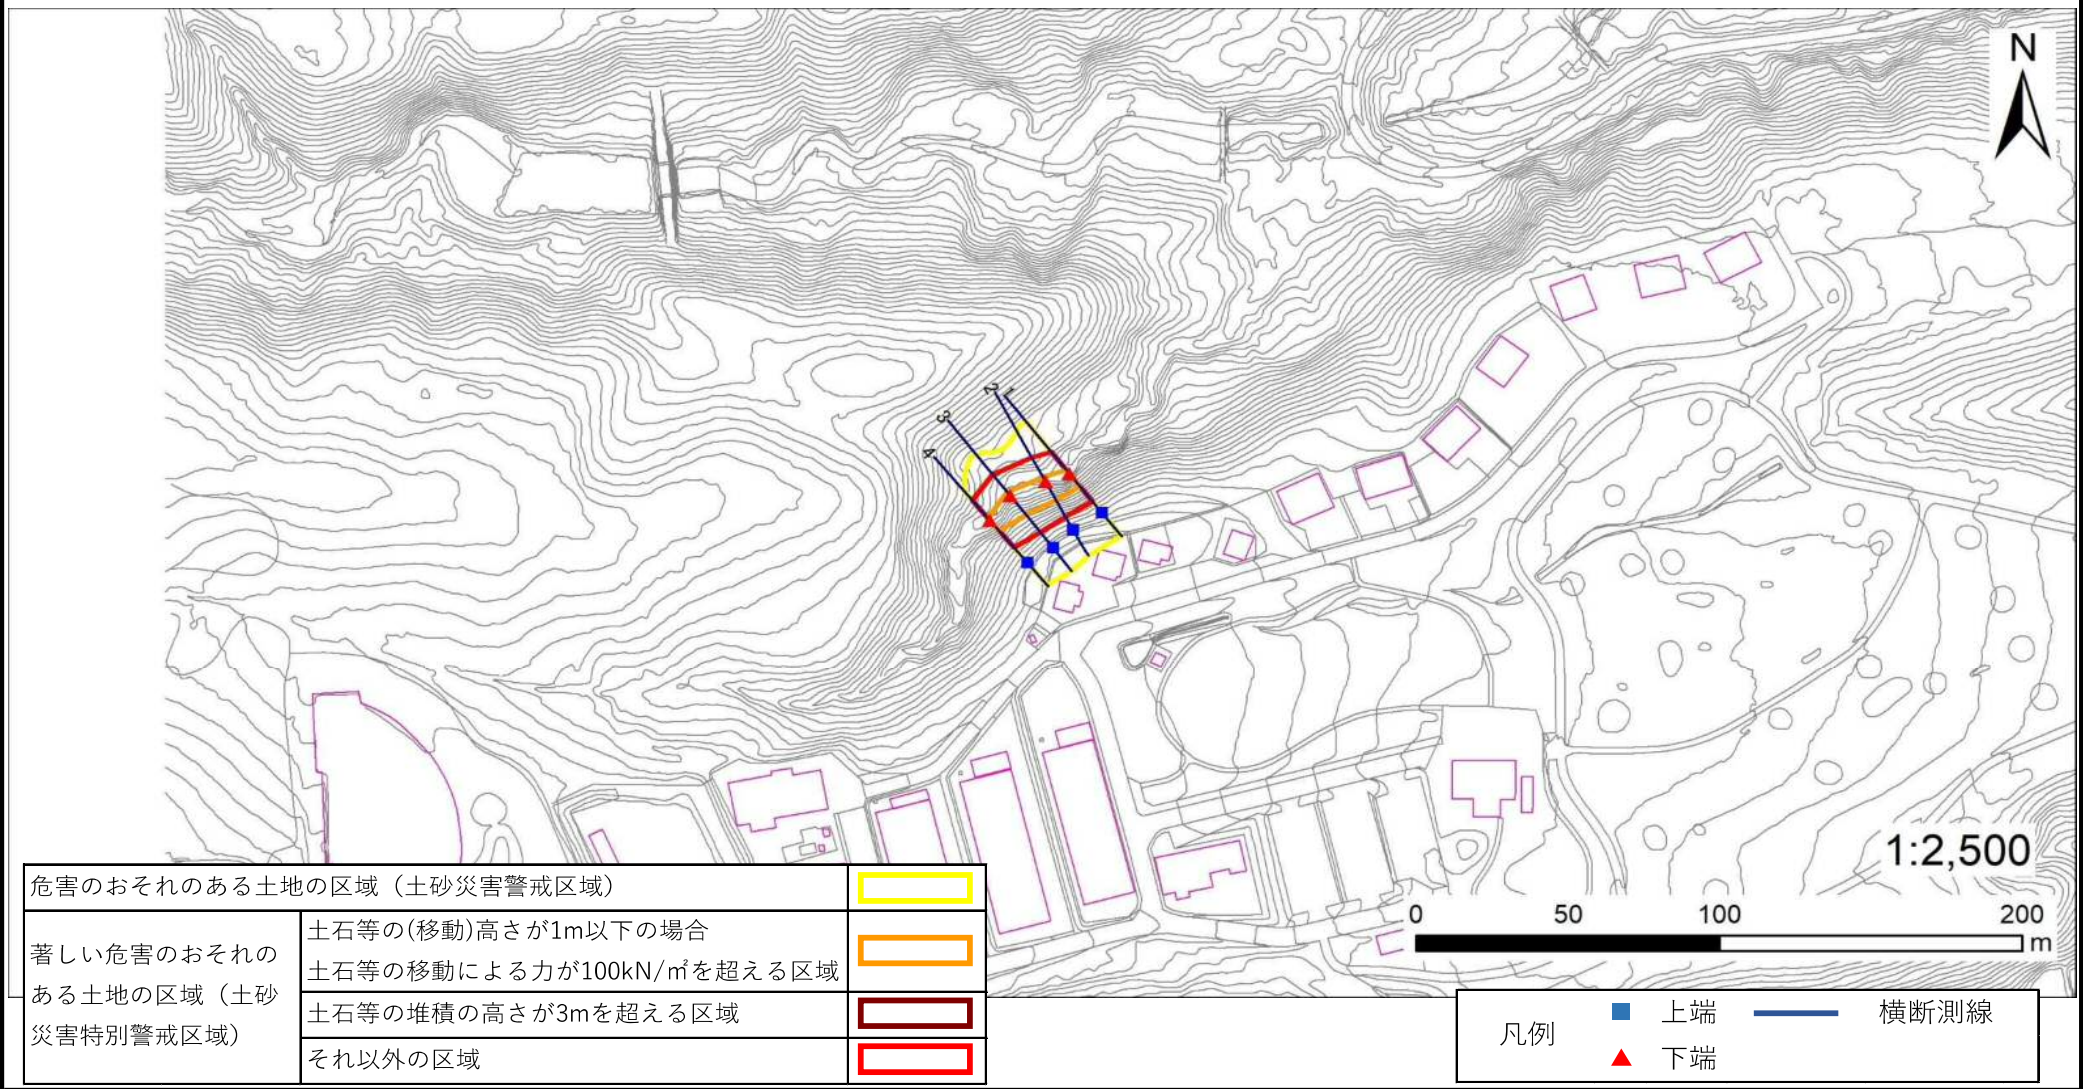 N
2
1
3
4
1:2,500
0 50 100 200
m
危害のおそれのある土地の区域（土砂災害警戒区域）
著しい危害のおそれの
ある土地の区域（土砂
災害特別警戒区域）
土石等の(移動)高さが1m以下の場合
土石等の移動による力が100kN/㎡を超える区域
土石等の堆積の高さが3mを超える区域
それ以外の区域
凡例
上端
横断測線
下端